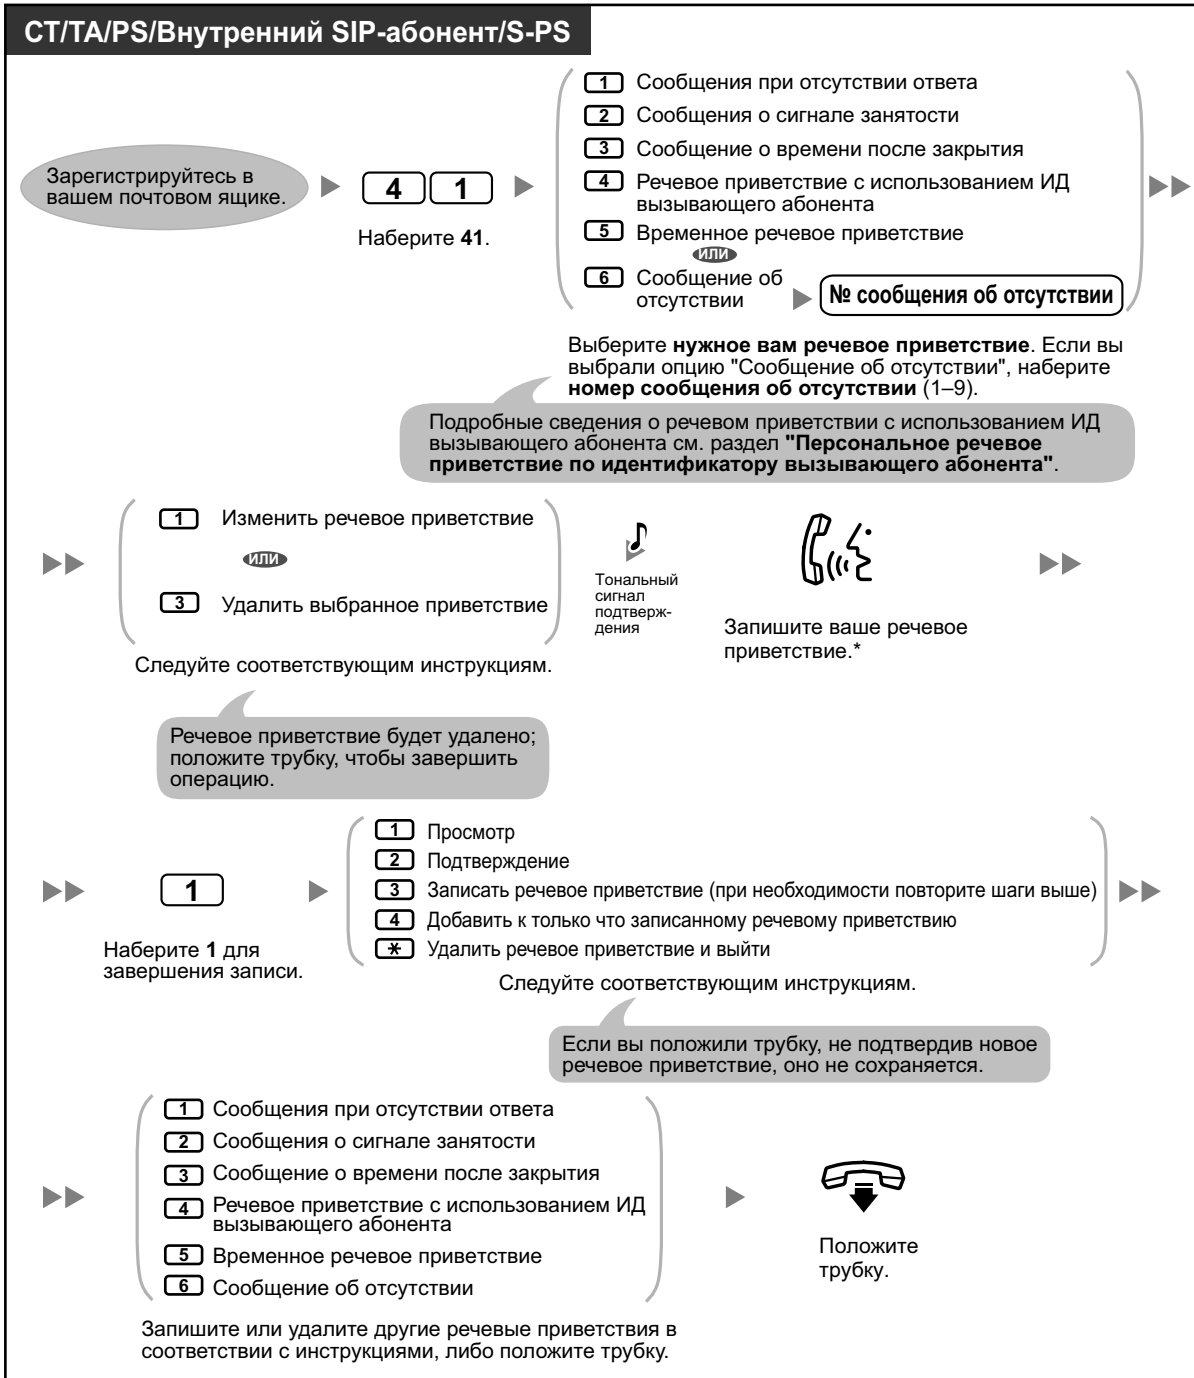 СТ/ТА/PS/Внутренний SIP-абонент/S-PS
1 Сообщения при отсутствии ответа
2 Сообщения о сигнале занятости
3 Сообщение о времени после закрытия
4 Речевое приветствие с использованием ИД
вызывающего абонента
5 Временное речевое приветствие
или
6 Сообщение об
отсутствии
№ сообщения об отсутствии
Зарегистрируйтесь в
вашем почтовом ящике.
4 1
Наберите 41.
Выберите нужное вам речевое приветствие. Если вы
выбрали опцию "Сообщение об отсутствии", наберите
номер сообщения об отсутствии (1–9).
Подробные сведения о речевом приветствии с использованием ИД
вызывающего абонента см. раздел "Персональное речевое
приветствие по идентификатору вызывающего абонента".
1 Изменить речевое приветствие
или
3 Удалить выбранное приветствие
Следуйте соответствующим инструкциям.
Тональный
сигнал
подтверж-
дения
Запишите ваше речевое
приветствие.*
Речевое приветствие будет удалено;
положите трубку, чтобы завершить
операцию.
1
Наберите 1 для
завершения записи.
1 Просмотр
2 Подтверждение
3 Записать речевое приветствие (при необходимости повторите шаги выше)
4 Добавить к только что записанному речевому приветствию
* Удалить речевое приветствие и выйти
Следуйте соответствующим инструкциям.
Если вы положили трубку, не подтвердив новое
речевое приветствие, оно не сохраняется.
1 Сообщения при отсутствии ответа
2 Сообщения о сигнале занятости
3 Сообщение о времени после закрытия
4 Речевое приветствие с использованием ИД
вызывающего абонента
5 Временное речевое приветствие
6 Сообщение об отсутствии
Запишите или удалите другие речевые приветствия в
соответствии с инструкциями, либо положите трубку.
Положите
трубку.